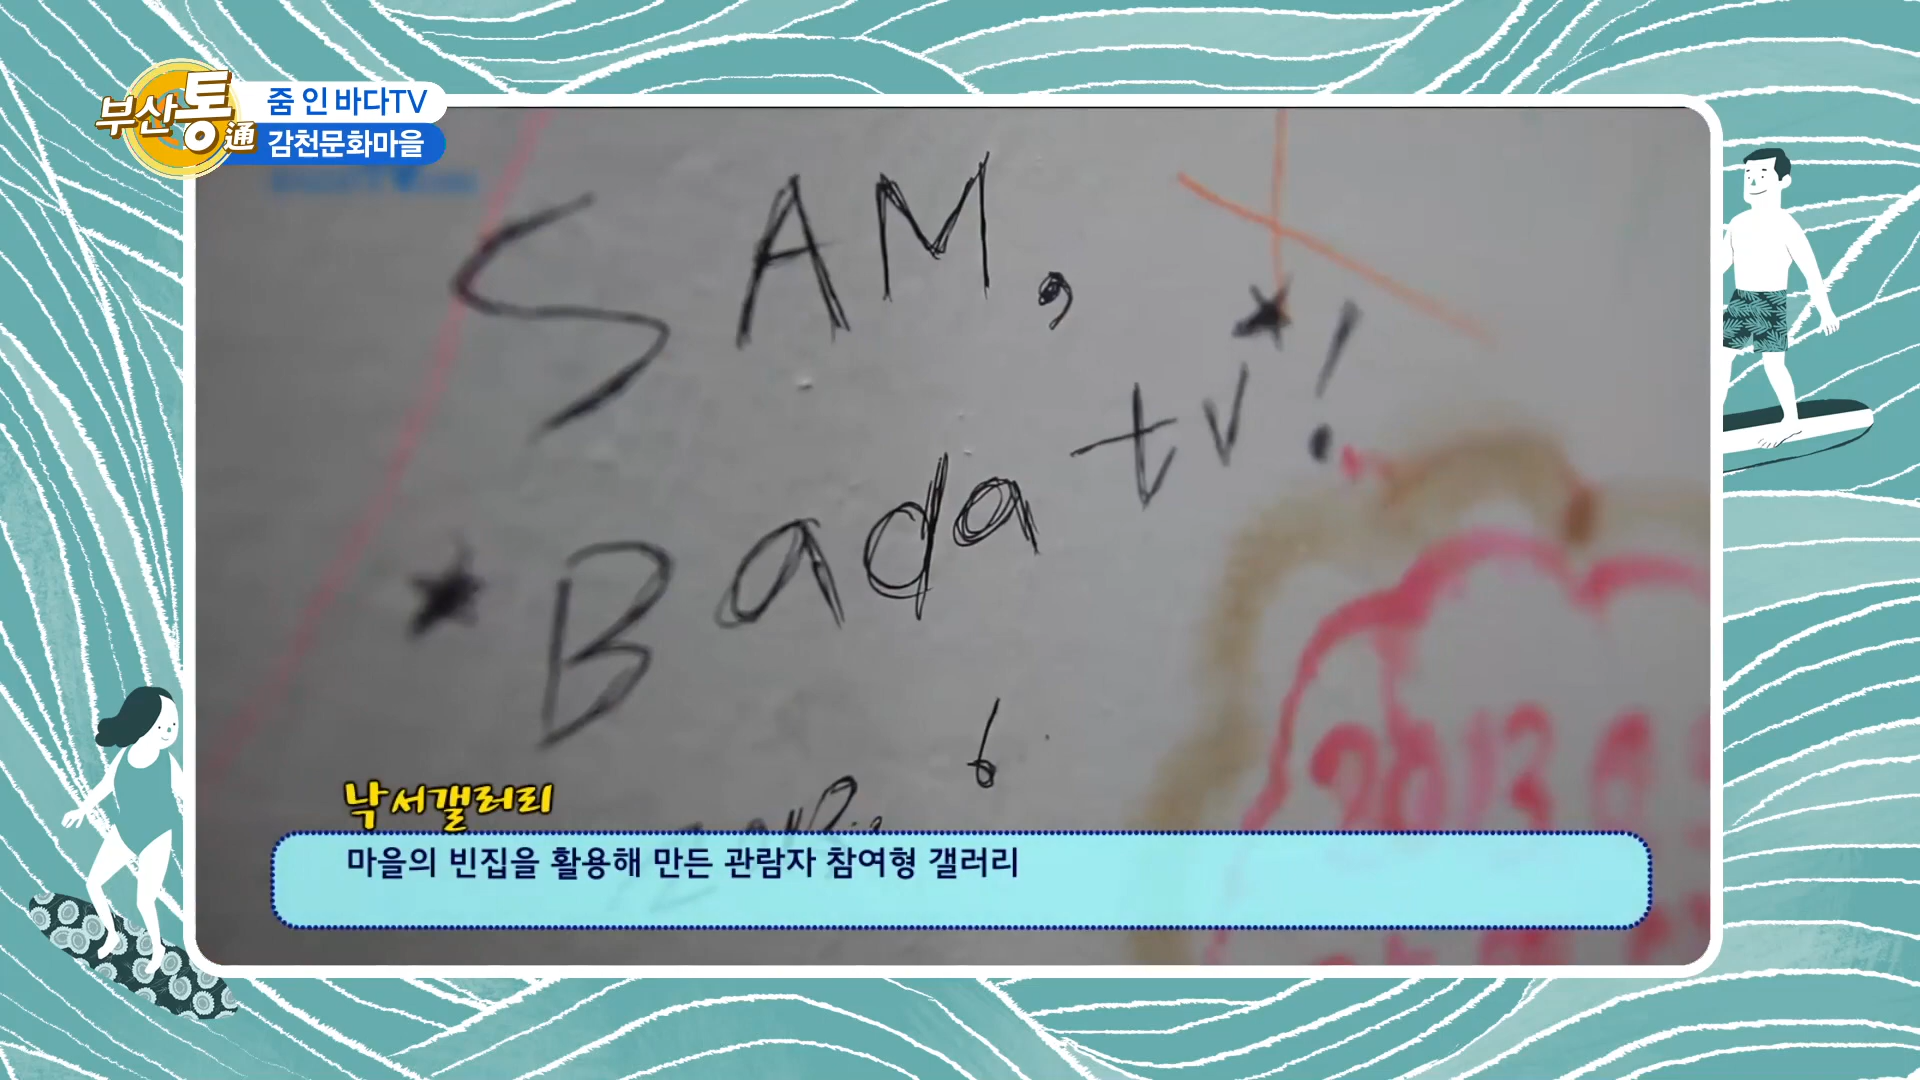 부산통通
줌 인 바다TV
감천문화마을
SAM,
Bada tv!
6
2013
낙서갤러리
마을의 빈집을 활용해 만든 관람자 참여형 갤러리